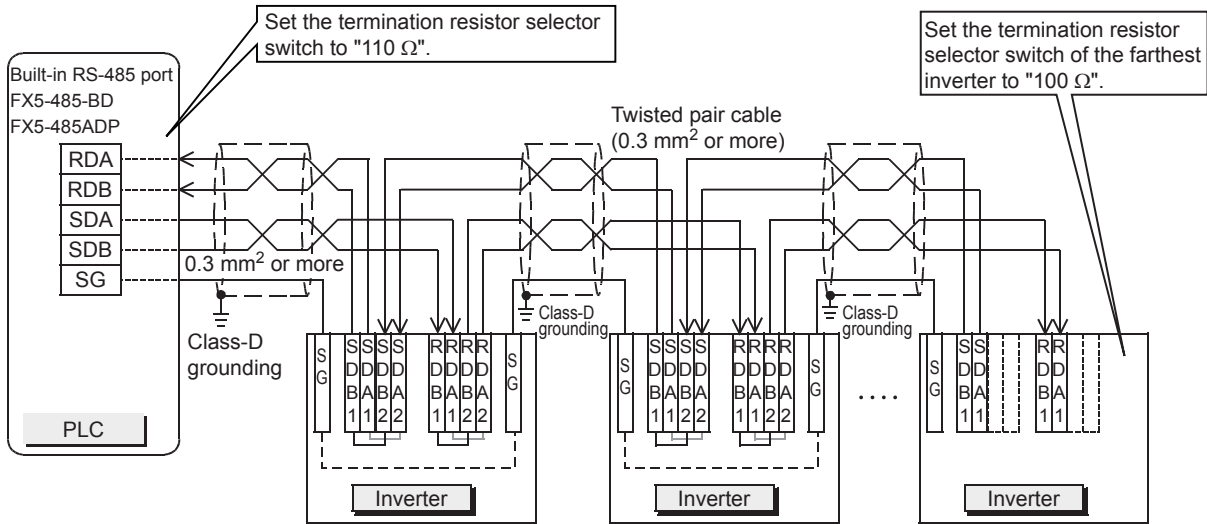 Set the termination resistor selector
switch to "110 Ω".
Set the termination resistor
selector switch of the farthest
inverter to "100 Ω".
Built-in RS-485 port
FX5-485-BD
FX5-485ADP
Twisted pair cable
(0.3 mm² or more)
RDA
RDB
SDA
SDB
SG
0.3 mm² or more
Class-D
grounding
Class-D
grounding
Class-D
grounding
SG
SDB1
SDA1
SDB2
SDA2
RDB1
RDA1
RDB2
RDA2
SG
SG
SDB1
SDA1
SDB2
SDA2
RDB1
RDA1
RDB2
RDA2
SG
....
SG
SDB1
SDA1
RDB1
RDA1
PLC
Inverter
Inverter
Inverter